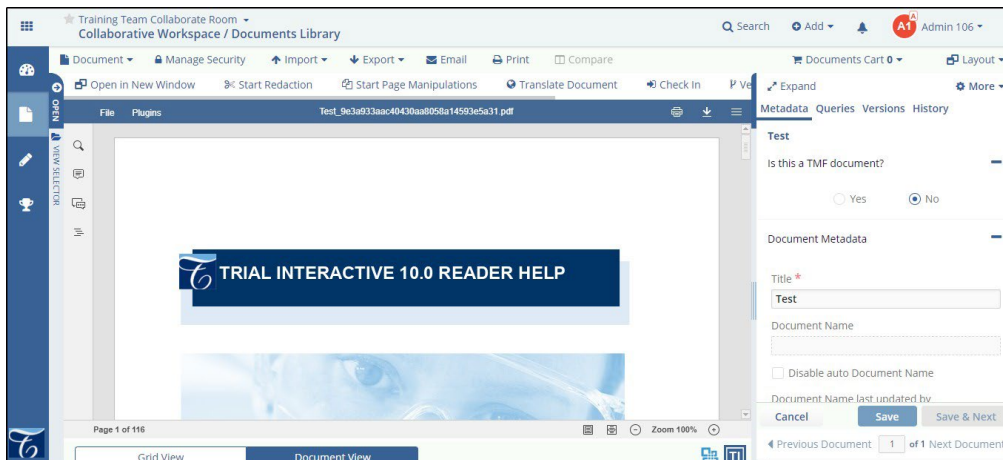 Training Team Collaborate Room
Collaborative Workspace / Documents Library
Search
Add
A
A1
Admin 106
Document
Manage Security
Import
Export
Email
Print
Compare
Documents Cart 0
Layout
Open in New Window
Start Redaction
Start Page Manipulations
Translate Document
Check In
Ve
Expand
More
OPEN
VIEW SELECTOR
File
Plugins
Test_9e3a933aac40430aa8058a14593e5a31.pdf
Metadata
Queries
Versions
History
Test
Is this a TMF document?
Yes
No
TRIAL INTERACTIVE 10.0 READER HELP
Document Metadata
Title *
Test
Document Name
Disable auto Document Name
Document Name last updated by
Cancel
Save
Save & Next
Page 1 of 116
Zoom 100%
Previous Document
1
of 1
Next Document
Grid View
Document View
TI